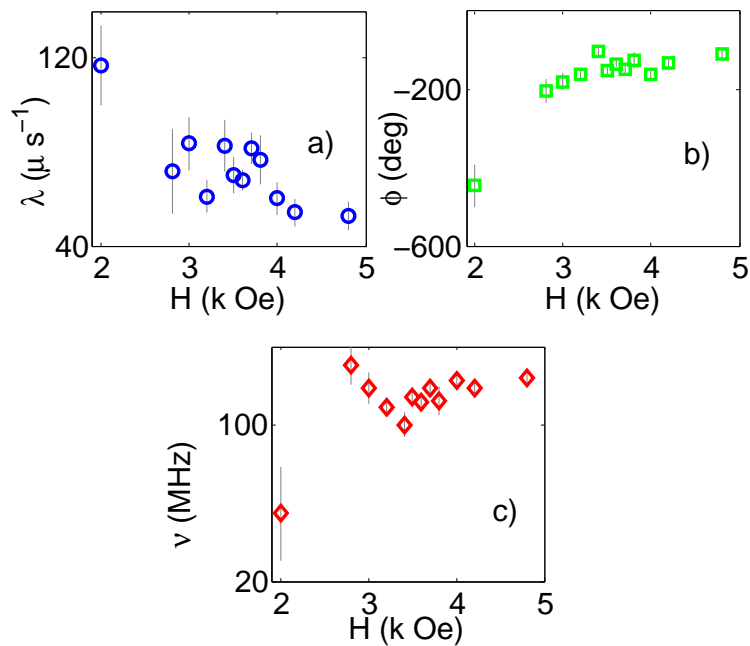 120
40
λ (μ s⁻¹)
a)
2 3 4 5
H (k Oe)
−200
−600
ϕ (deg)
b)
2 3 4 5
H (k Oe)
100
20
ν (MHz)
c)
2 3 4 5
H (k Oe)